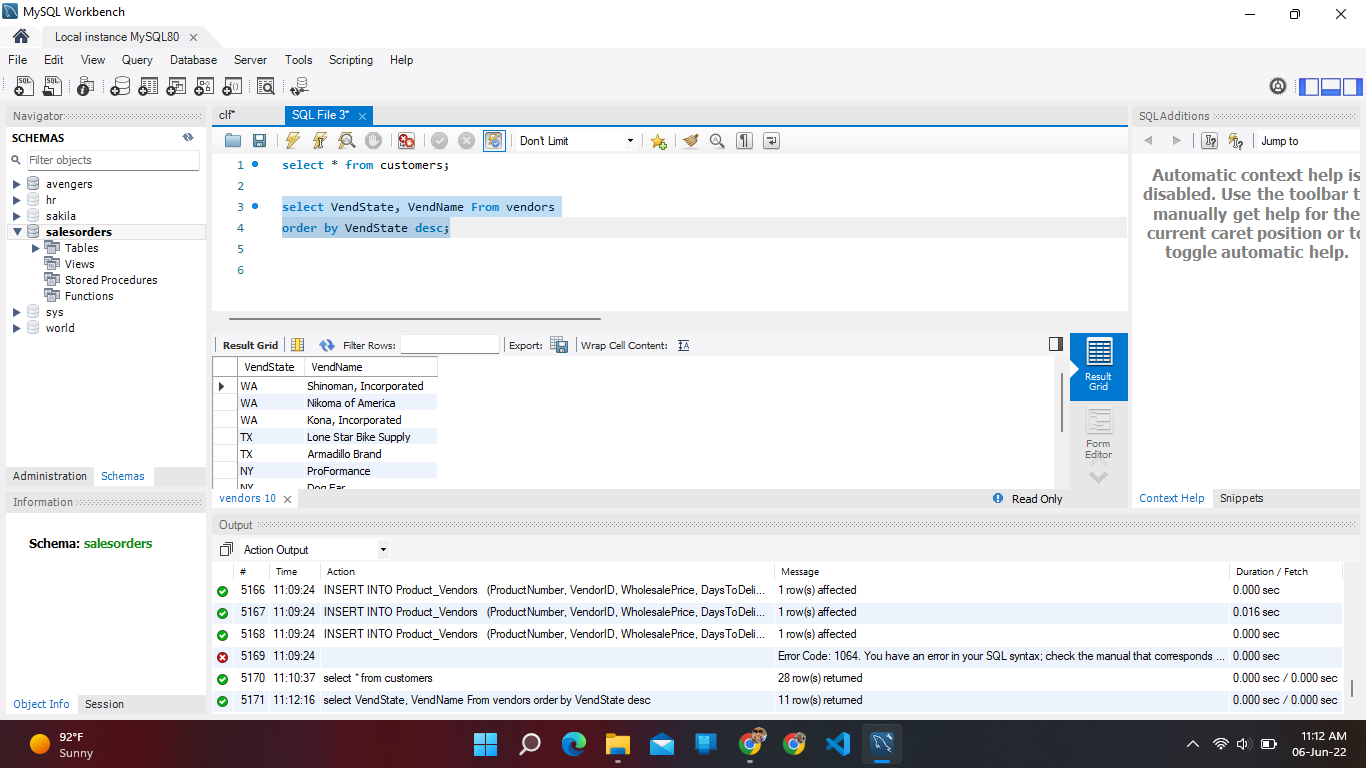 MySQL Workbench
Local instance MySQL80
File Edit View Query Database Server Tools Scripting Help
Navigator
SCHEMAS
Filter objects
avengers
hr
sakila
salesorders
Tables
Views
Stored Procedures
Functions
sys
world
Administration Schemas
Information
Schema: salesorders
Object Info Session
clf* SQL File 3*
Don't Limit
1 select * from customers;
2
3 select VendState, VendName From vendors
4 order by VendState desc;
5
6
Result Grid Filter Rows: Export: Wrap Cell Content:
VendState VendName
WA Shinoman, Incorporated
WA Nikoma of America
WA Kona, Incorporated
TX Lone Star Bike Supply
TX Armadillo Brand
NY ProFormance
NY Dog Ear
Result Grid
Form Editor
vendors 10
Read Only
SQLAdditions
Jump to
Automatic context help is
disabled. Use the toolbar t
manually get help for the
current caret position or to
toggle automatic help.
Context Help Snippets
Output
Action Output
# Time Action Message Duration / Fetch
5166 11:09:24 INSERT INTO Product_Vendors (ProductNumber, VendorID, WholesalePrice, DaysToDeli... 1 row(s) affected 0.000 sec
5167 11:09:24 INSERT INTO Product_Vendors (ProductNumber, VendorID, WholesalePrice, DaysToDeli... 1 row(s) affected 0.016 sec
5168 11:09:24 INSERT INTO Product_Vendors (ProductNumber, VendorID, WholesalePrice, DaysToDeli... 1 row(s) affected 0.000 sec
5169 11:09:24 Error Code: 1064. You have an error in your SQL syntax; check the manual that corresponds ... 0.000 sec
5170 11:10:37 select * from customers 28 row(s) returned 0.000 sec / 0.000 sec
5171 11:12:16 select VendState, VendName From vendors order by VendState desc 11 row(s) returned 0.000 sec / 0.000 sec
92°F
Sunny
11:12 AM
06-Jun-22